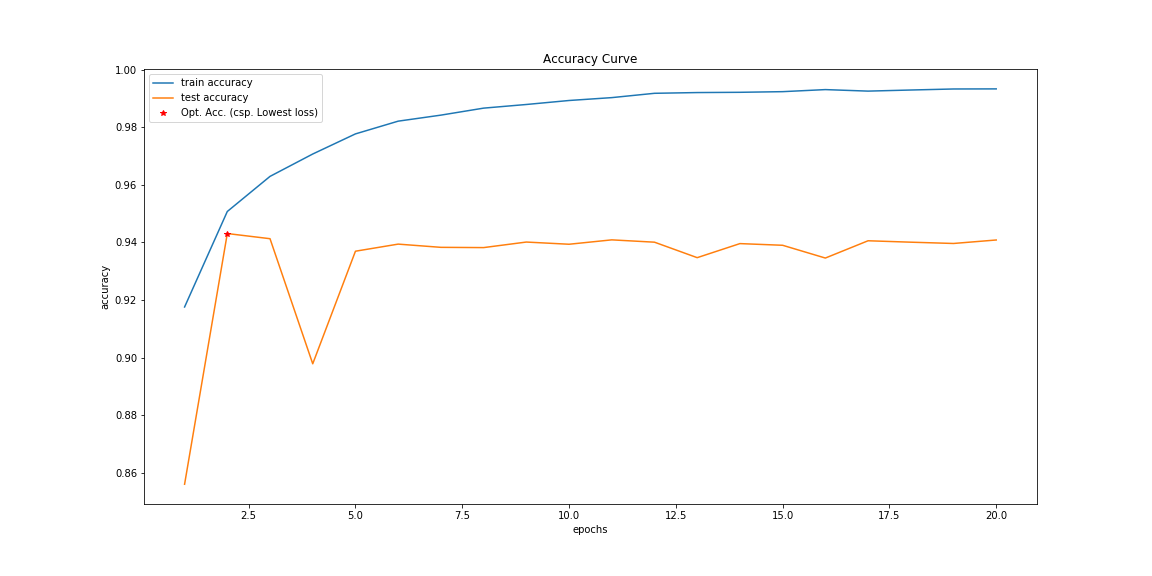 Accuracy Curve
1.00
0.98
0.96
0.94
0.92
0.90
0.88
0.86
accuracy
train accuracy
test accuracy
Opt. Acc. (csp. Lowest loss)
2.5 5.0 7.5 10.0 12.5 15.0 17.5 20.0
epochs